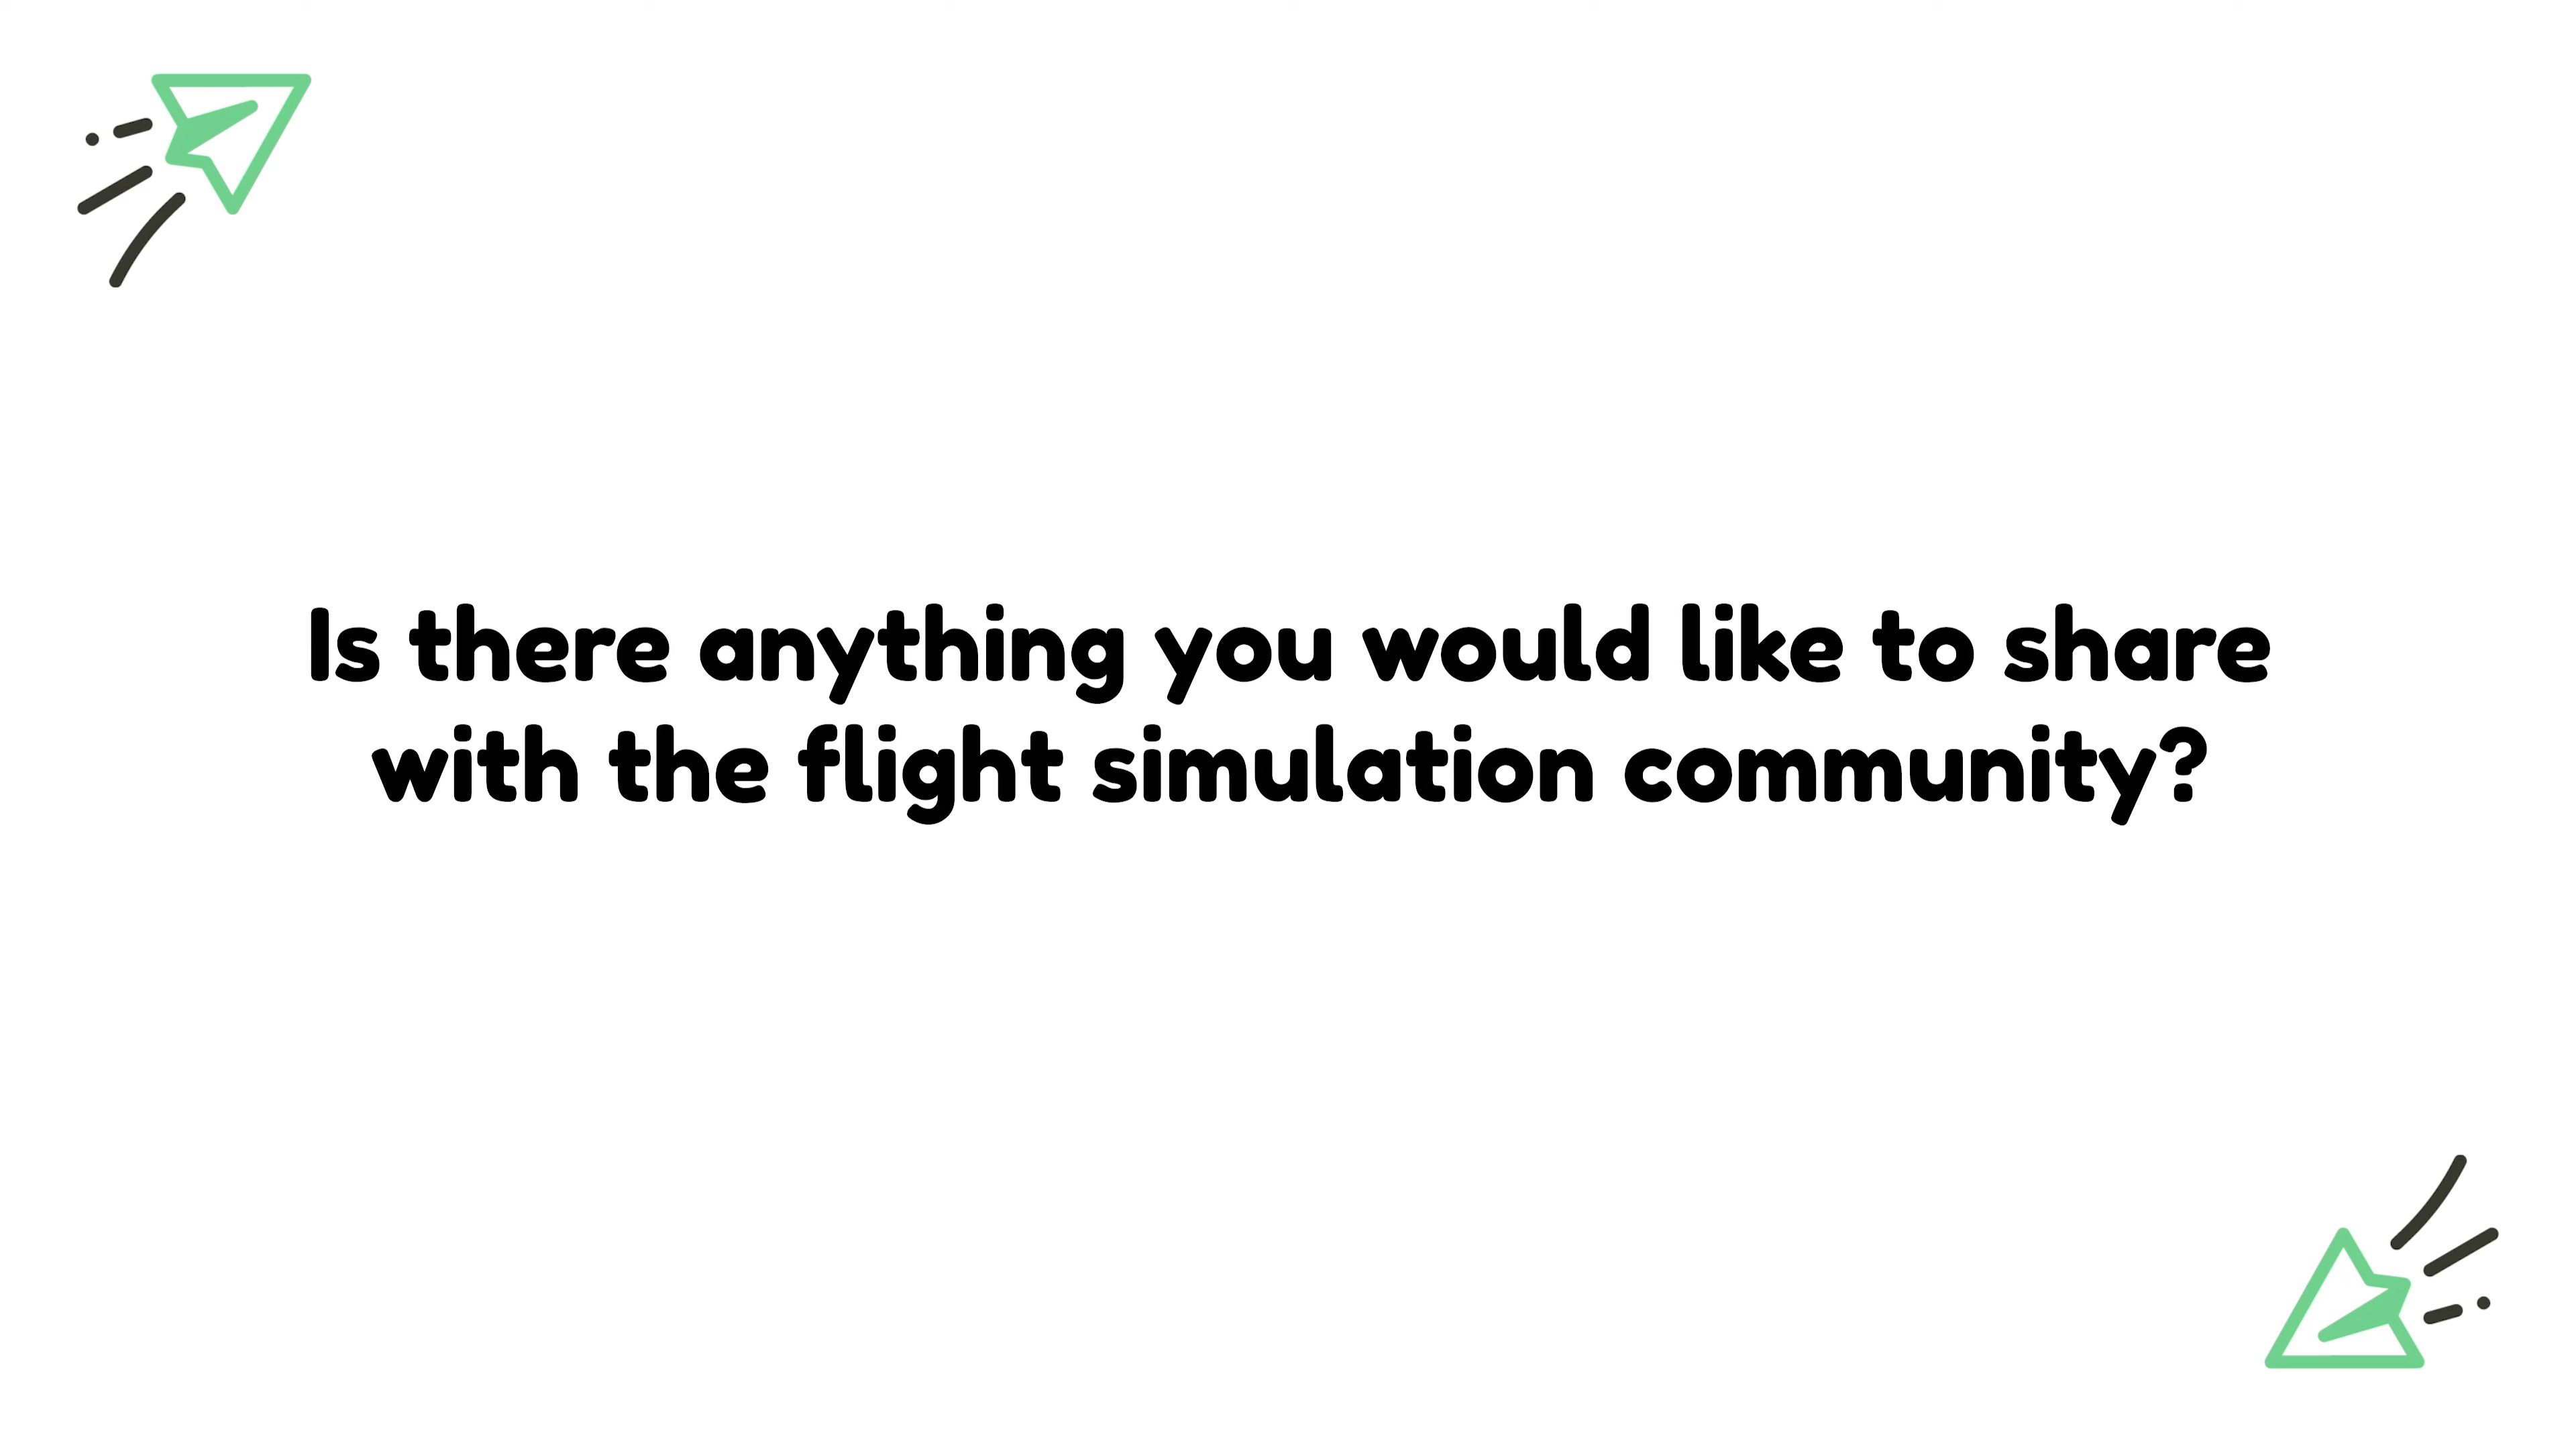 Is there anything you would like to share
with the flight simulation community?